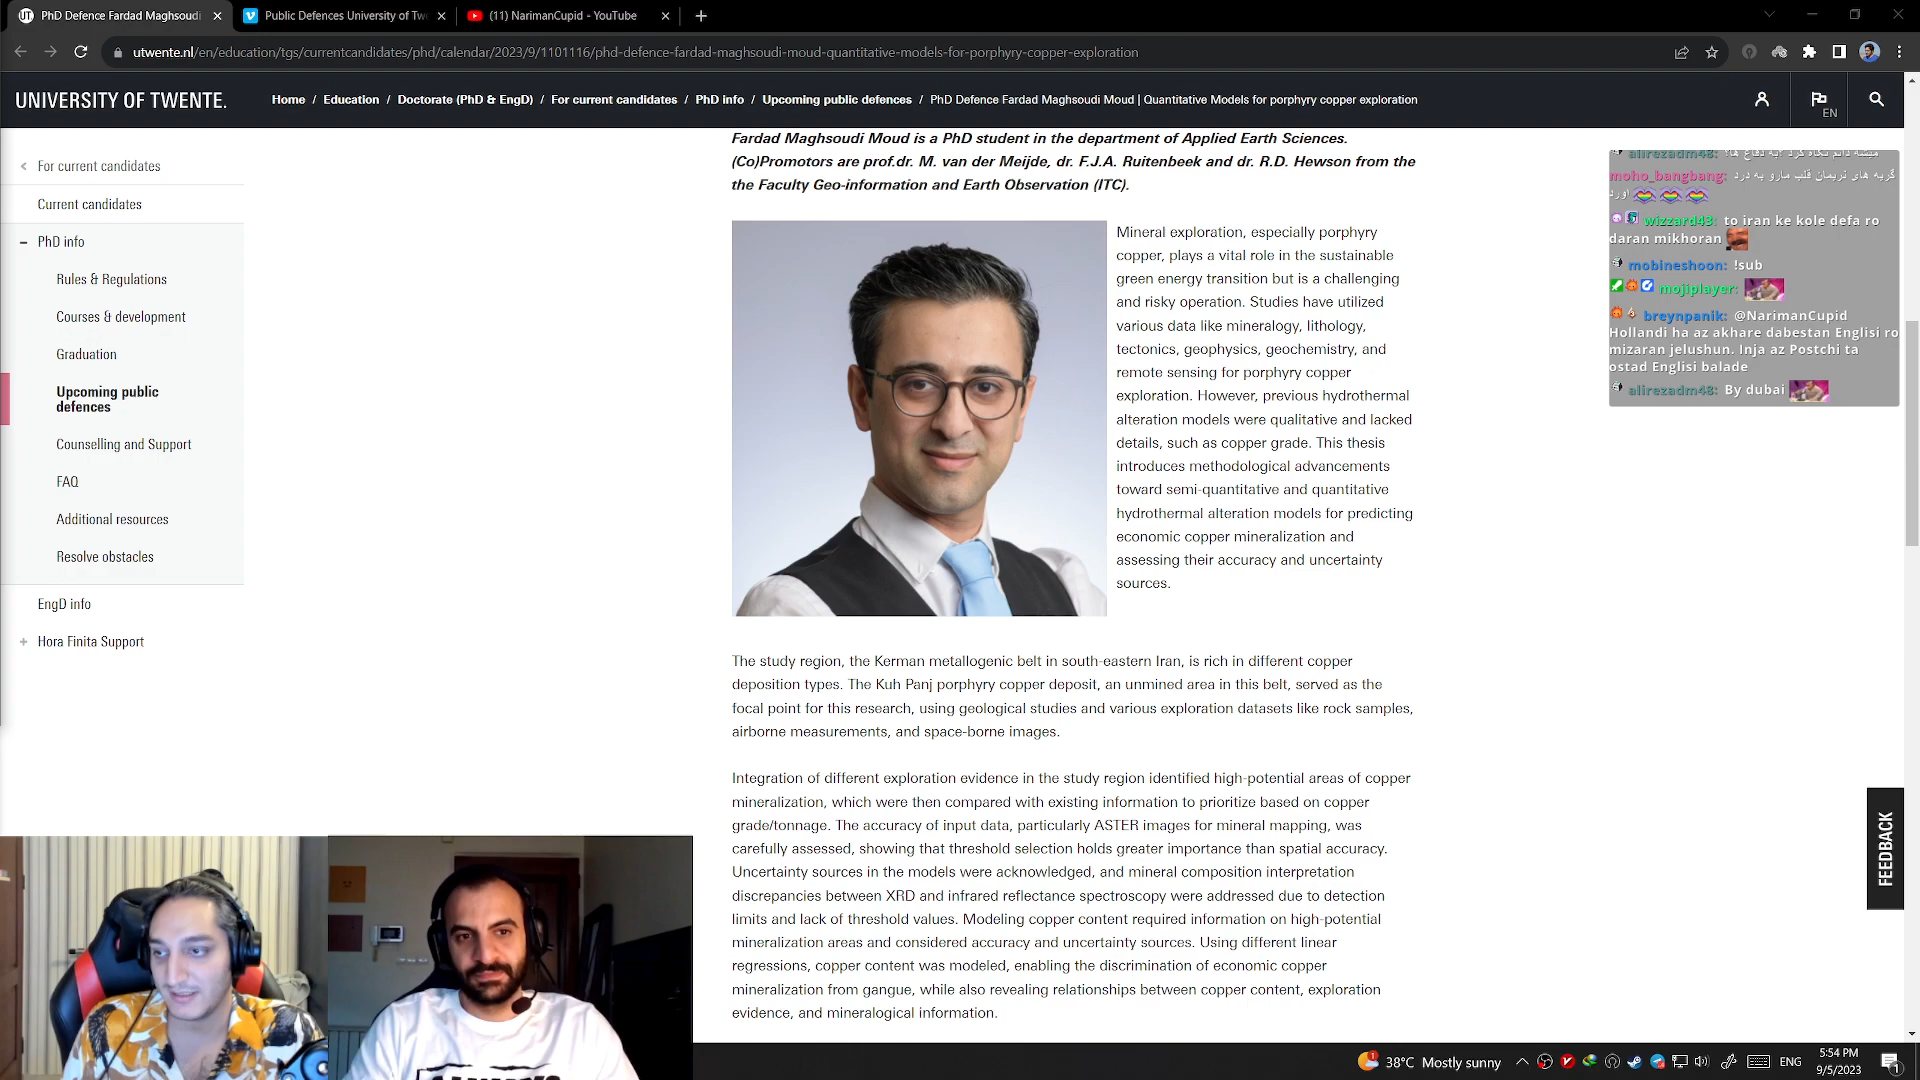 PhD Defence Fardad Maghsoudi
Public Defences University of Tw
(11) NarimanCupid - YouTube
utwente.nl/en/education/tgs/currentcandidates/phd/calendar/2023/9/1101116/phd-defence-fardad-maghsoudi-moud-quantitative-models-for-porphyry-copper-exploration
UNIVERSITY OF TWENTE.
Home / Education / Doctorate (PhD & EngD) / For current candidates / PhD info / Upcoming public defences / PhD Defence Fardad Maghsoudi Moud | Quantitative Models for porphyry copper exploration
EN
For current candidates
Current candidates
PhD info
Rules & Regulations
Courses & development
Graduation
Upcoming public
defences
Counselling and Support
FAQ
Additional resources
Resolve obstacles
EngD info
Hora Finita Support
Fardad Maghsoudi Moud is a PhD student in the department of Applied Earth Sciences.
(Co)Promotors are prof.dr. M. van der Meijde, dr. F.J.A. Ruitenbeek and dr. R.D. Hewson from the
the Faculty Geo-information and Earth Observation (ITC).
Mineral exploration, especially porphyry
copper, plays a vital role in the sustainable
green energy transition but is a challenging
and risky operation. Studies have utilized
various data like mineralogy, lithology,
tectonics, geophysics, geochemistry, and
remote sensing for porphyry copper
exploration. However, previous hydrothermal
alteration models were qualitative and lacked
details, such as copper grade. This thesis
introduces methodological advancements
toward semi-quantitative and quantitative
hydrothermal alteration models for predicting
economic copper mineralization and
assessing their accuracy and uncertainty
sources.
The study region, the Kerman metallogenic belt in south-eastern Iran, is rich in different copper
deposition types. The Kuh Panj porphyry copper deposit, an unmined area in this belt, served as the
focal point for this research, using geological studies and various exploration datasets like rock samples,
airborne measurements, and space-borne images.
Integration of different exploration evidence in the study region identified high-potential areas of copper
mineralization, which were then compared with existing information to prioritize based on copper
grade/tonnage. The accuracy of input data, particularly ASTER images for mineral mapping, was
carefully assessed, showing that threshold selection holds greater importance than spatial accuracy.
Uncertainty sources in the models were acknowledged, and mineral composition interpretation
discrepancies between XRD and infrared reflectance spectroscopy were addressed due to detection
limits and lack of threshold values. Modeling copper content required information on high-potential
mineralization areas and considered accuracy and uncertainty sources. Using different linear
regressions, copper content was modeled, enabling the discrimination of economic copper
mineralization from gangue, while also revealing relationships between copper content, exploration
evidence, and mineralogical information.
alirezadm48:
moho_bangbang: گریه های نریمان قلب مارو به درد
اورد
wizzard43: to iran ke kole defa ro
daran mikhoran
mobineshoon: !sub
mojiplayer:
breynpanik: @NarimanCupid
Hollandi ha az akhare dabestan Englisi ro
mizaran jelushun. Inja az Postchi ta
ostad Englisi balade
alirezadm48: By dubai
FEEDBACK
38°C Mostly sunny
ENG
5:54 PM
9/5/2023